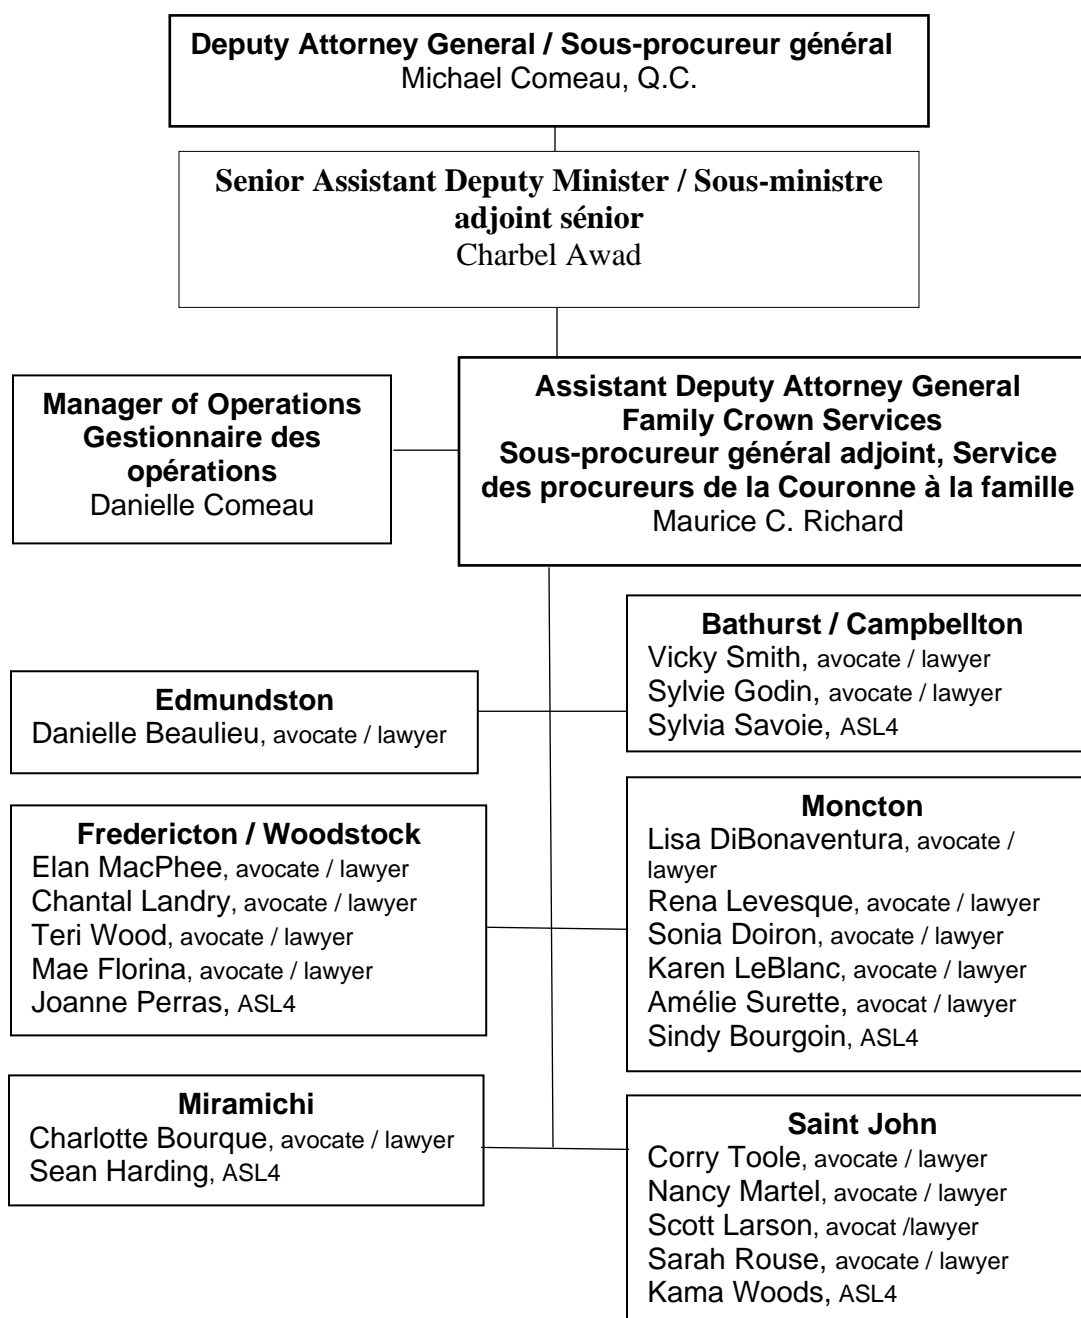 Deputy Attorney General / Sous-procureur général
Michael Comeau, Q.C.
Senior Assistant Deputy Minister / Sous-ministre
adjoint sénior
Charbel Awad
Manager of Operations
Gestionnaire des
opérations
Danielle Comeau
Assistant Deputy Attorney General
Family Crown Services
Sous-procureur général adjoint, Service
des procureurs de la Couronne à la famille
Maurice C. Richard
Bathurst / Campbellton
Vicky Smith, avocate / lawyer
Sylvie Godin, avocate / lawyer
Sylvia Savoie, ASL4
Edmundston
Danielle Beaulieu, avocate / lawyer
Fredericton / Woodstock
Elan MacPhee, avocate / lawyer
Chantal Landry, avocate / lawyer
Teri Wood, avocate / lawyer
Mae Florina, avocate / lawyer
Joanne Perras, ASL4
Moncton
Lisa DiBonaventura, avocate /
lawyer
Rena Levesque, avocate / lawyer
Sonia Doiron, avocate / lawyer
Karen LeBlanc, avocate / lawyer
Amélie Surette, avocat / lawyer
Sindy Bourgoin, ASL4
Miramichi
Charlotte Bourque, avocate / lawyer
Sean Harding, ASL4
Saint John
Corry Toole, avocate / lawyer
Nancy Martel, avocate / lawyer
Scott Larson, avocat /lawyer
Sarah Rouse, avocate / lawyer
Kama Woods, ASL4